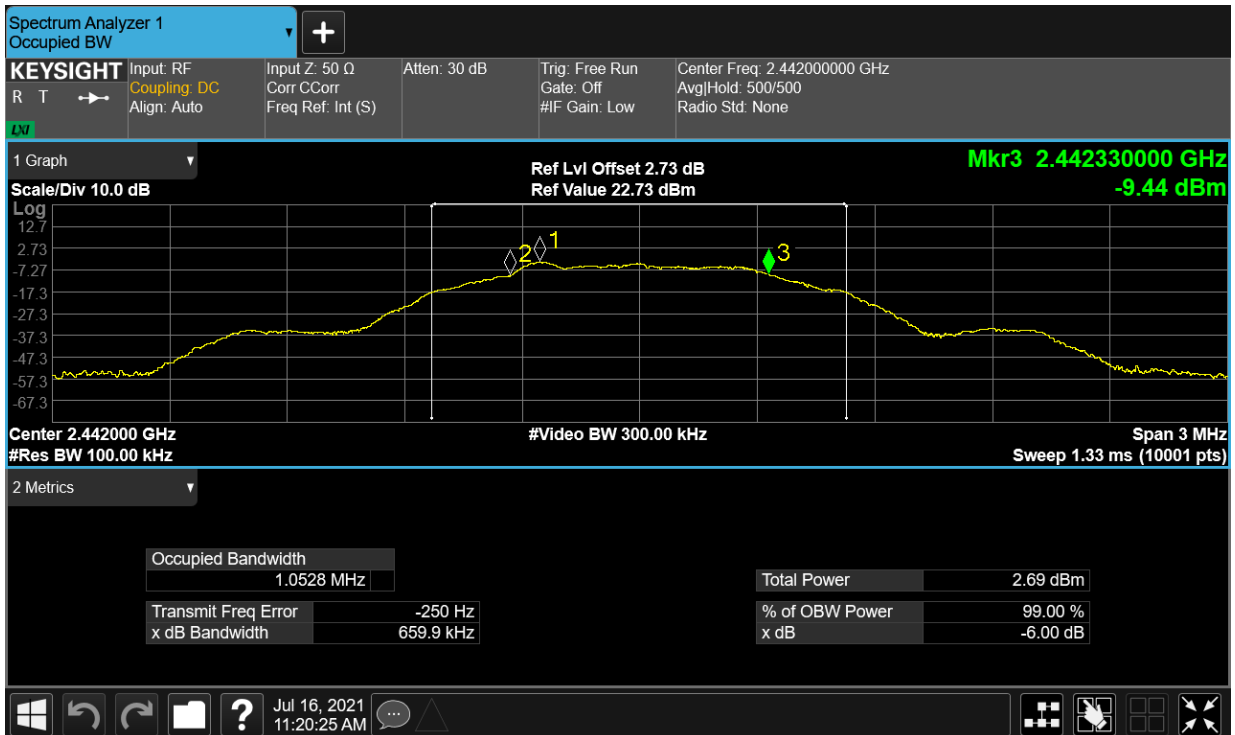 Spectrum Analyzer 1
Occupied BW
KEYSIGHT
R T
LXI
Input: RF
Coupling: DC
Align: Auto
Input Z: 50 Ω
Corr CCorr
Freq Ref: Int (S)
Atten: 30 dB
Trig: Free Run
Gate: Off
#IF Gain: Low
Center Freq: 2.442000000 GHz
Avg|Hold: 500/500
Radio Std: None
1 Graph
Scale/Div 10.0 dB
Ref Lvl Offset 2.73 dB
Ref Value 22.73 dBm
Mkr3 2.442330000 GHz
-9.44 dBm
Log
12.7
2.73
-7.27
-17.3
-27.3
-37.3
-47.3
-57.3
-67.3
2
1
3
Center 2.442000 GHz
#Video BW 300.00 kHz
Span 3 MHz
#Res BW 100.00 kHz
Sweep 1.33 ms (10001 pts)
2 Metrics
Occupied Bandwidth
1.0528 MHz
Total Power 2.69 dBm
Transmit Freq Error -250 Hz
% of OBW Power 99.00 %
x dB Bandwidth 659.9 kHz
x dB -6.00 dB
?
Jul 16, 2021
11:20:25 AM